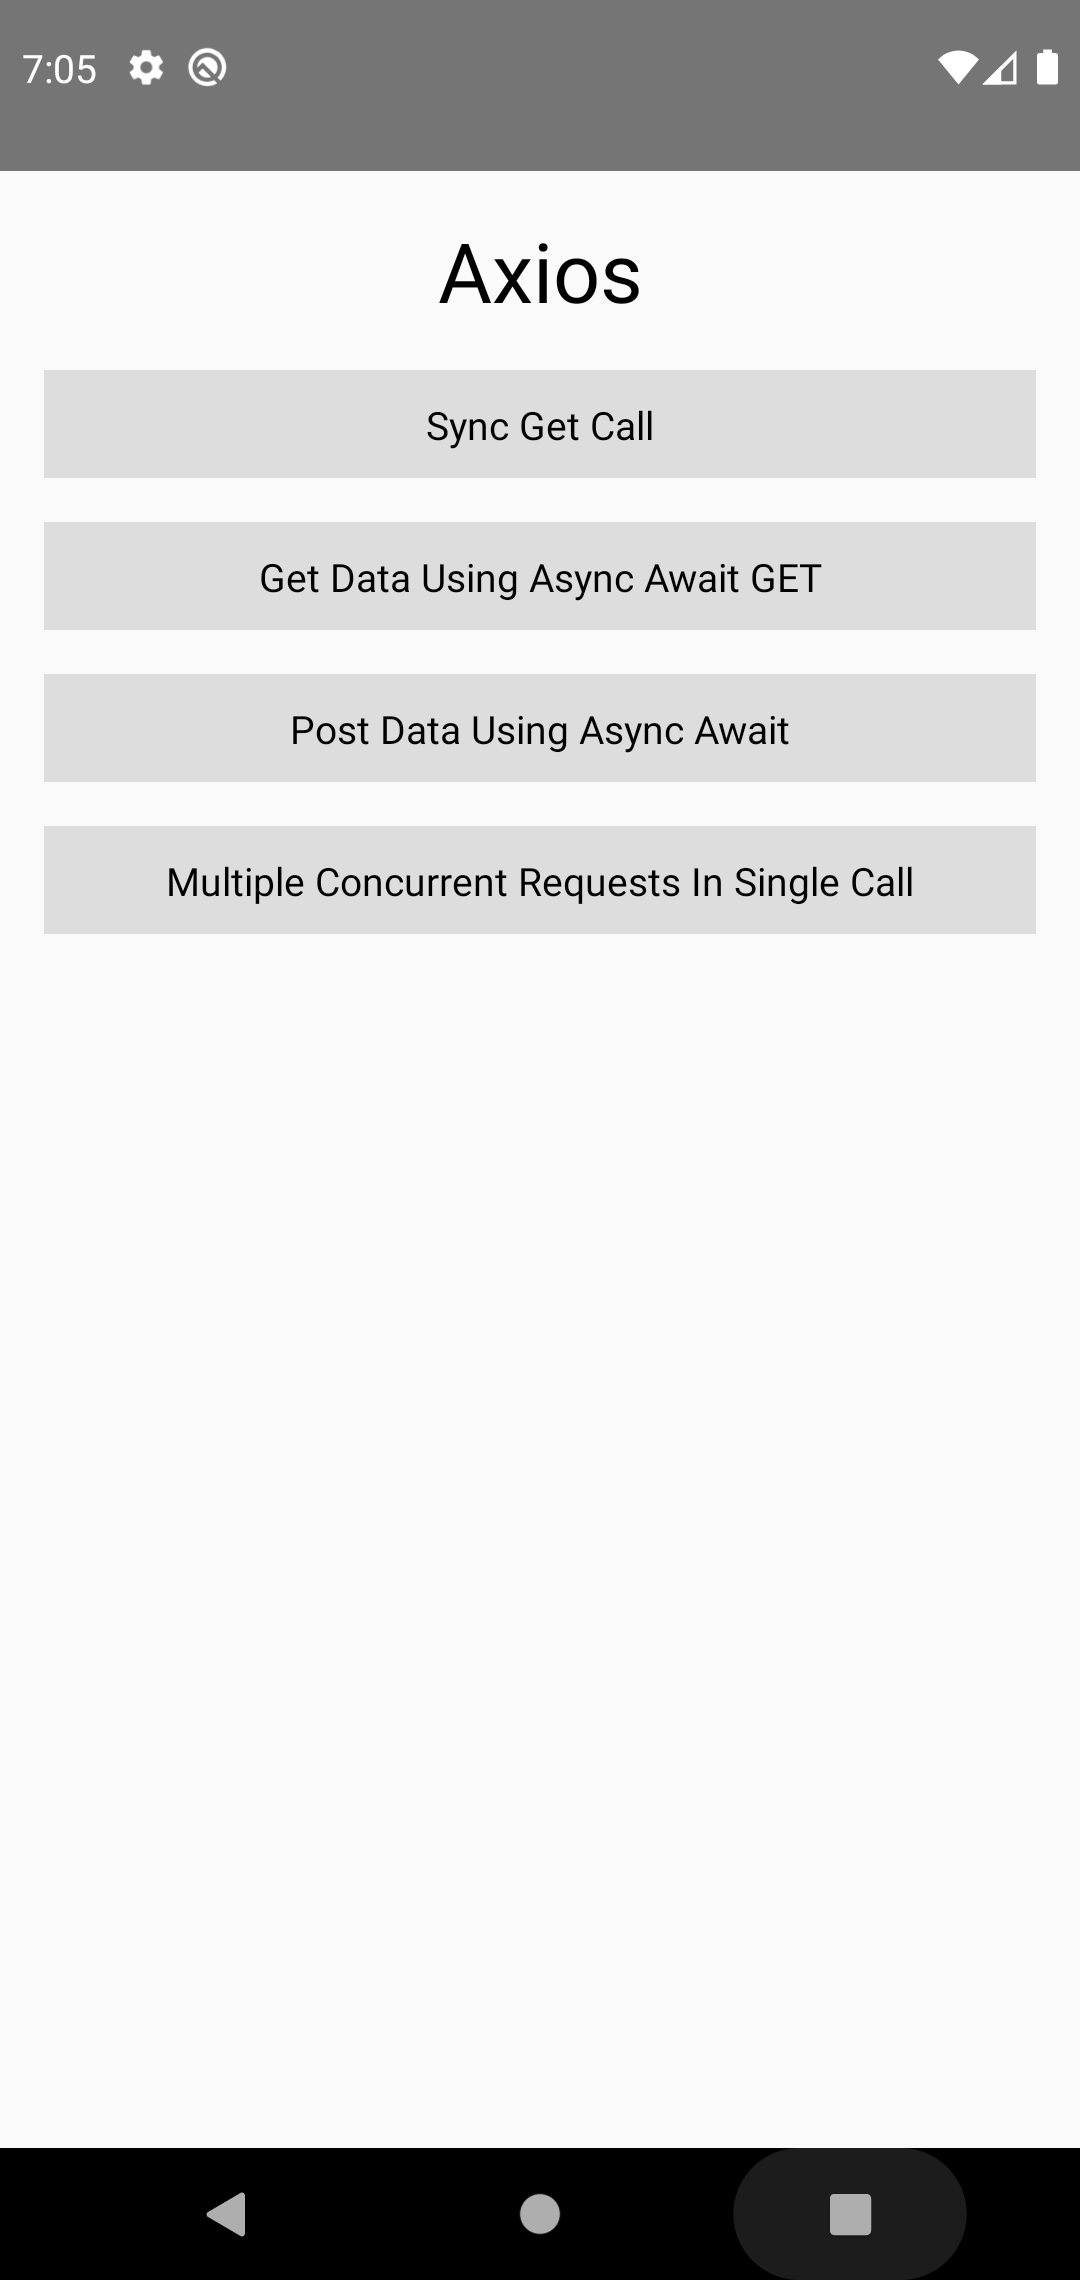 7:05
Axios
Sync Get Call
Get Data Using Async Await GET
Post Data Using Async Await
Multiple Concurrent Requests In Single Call